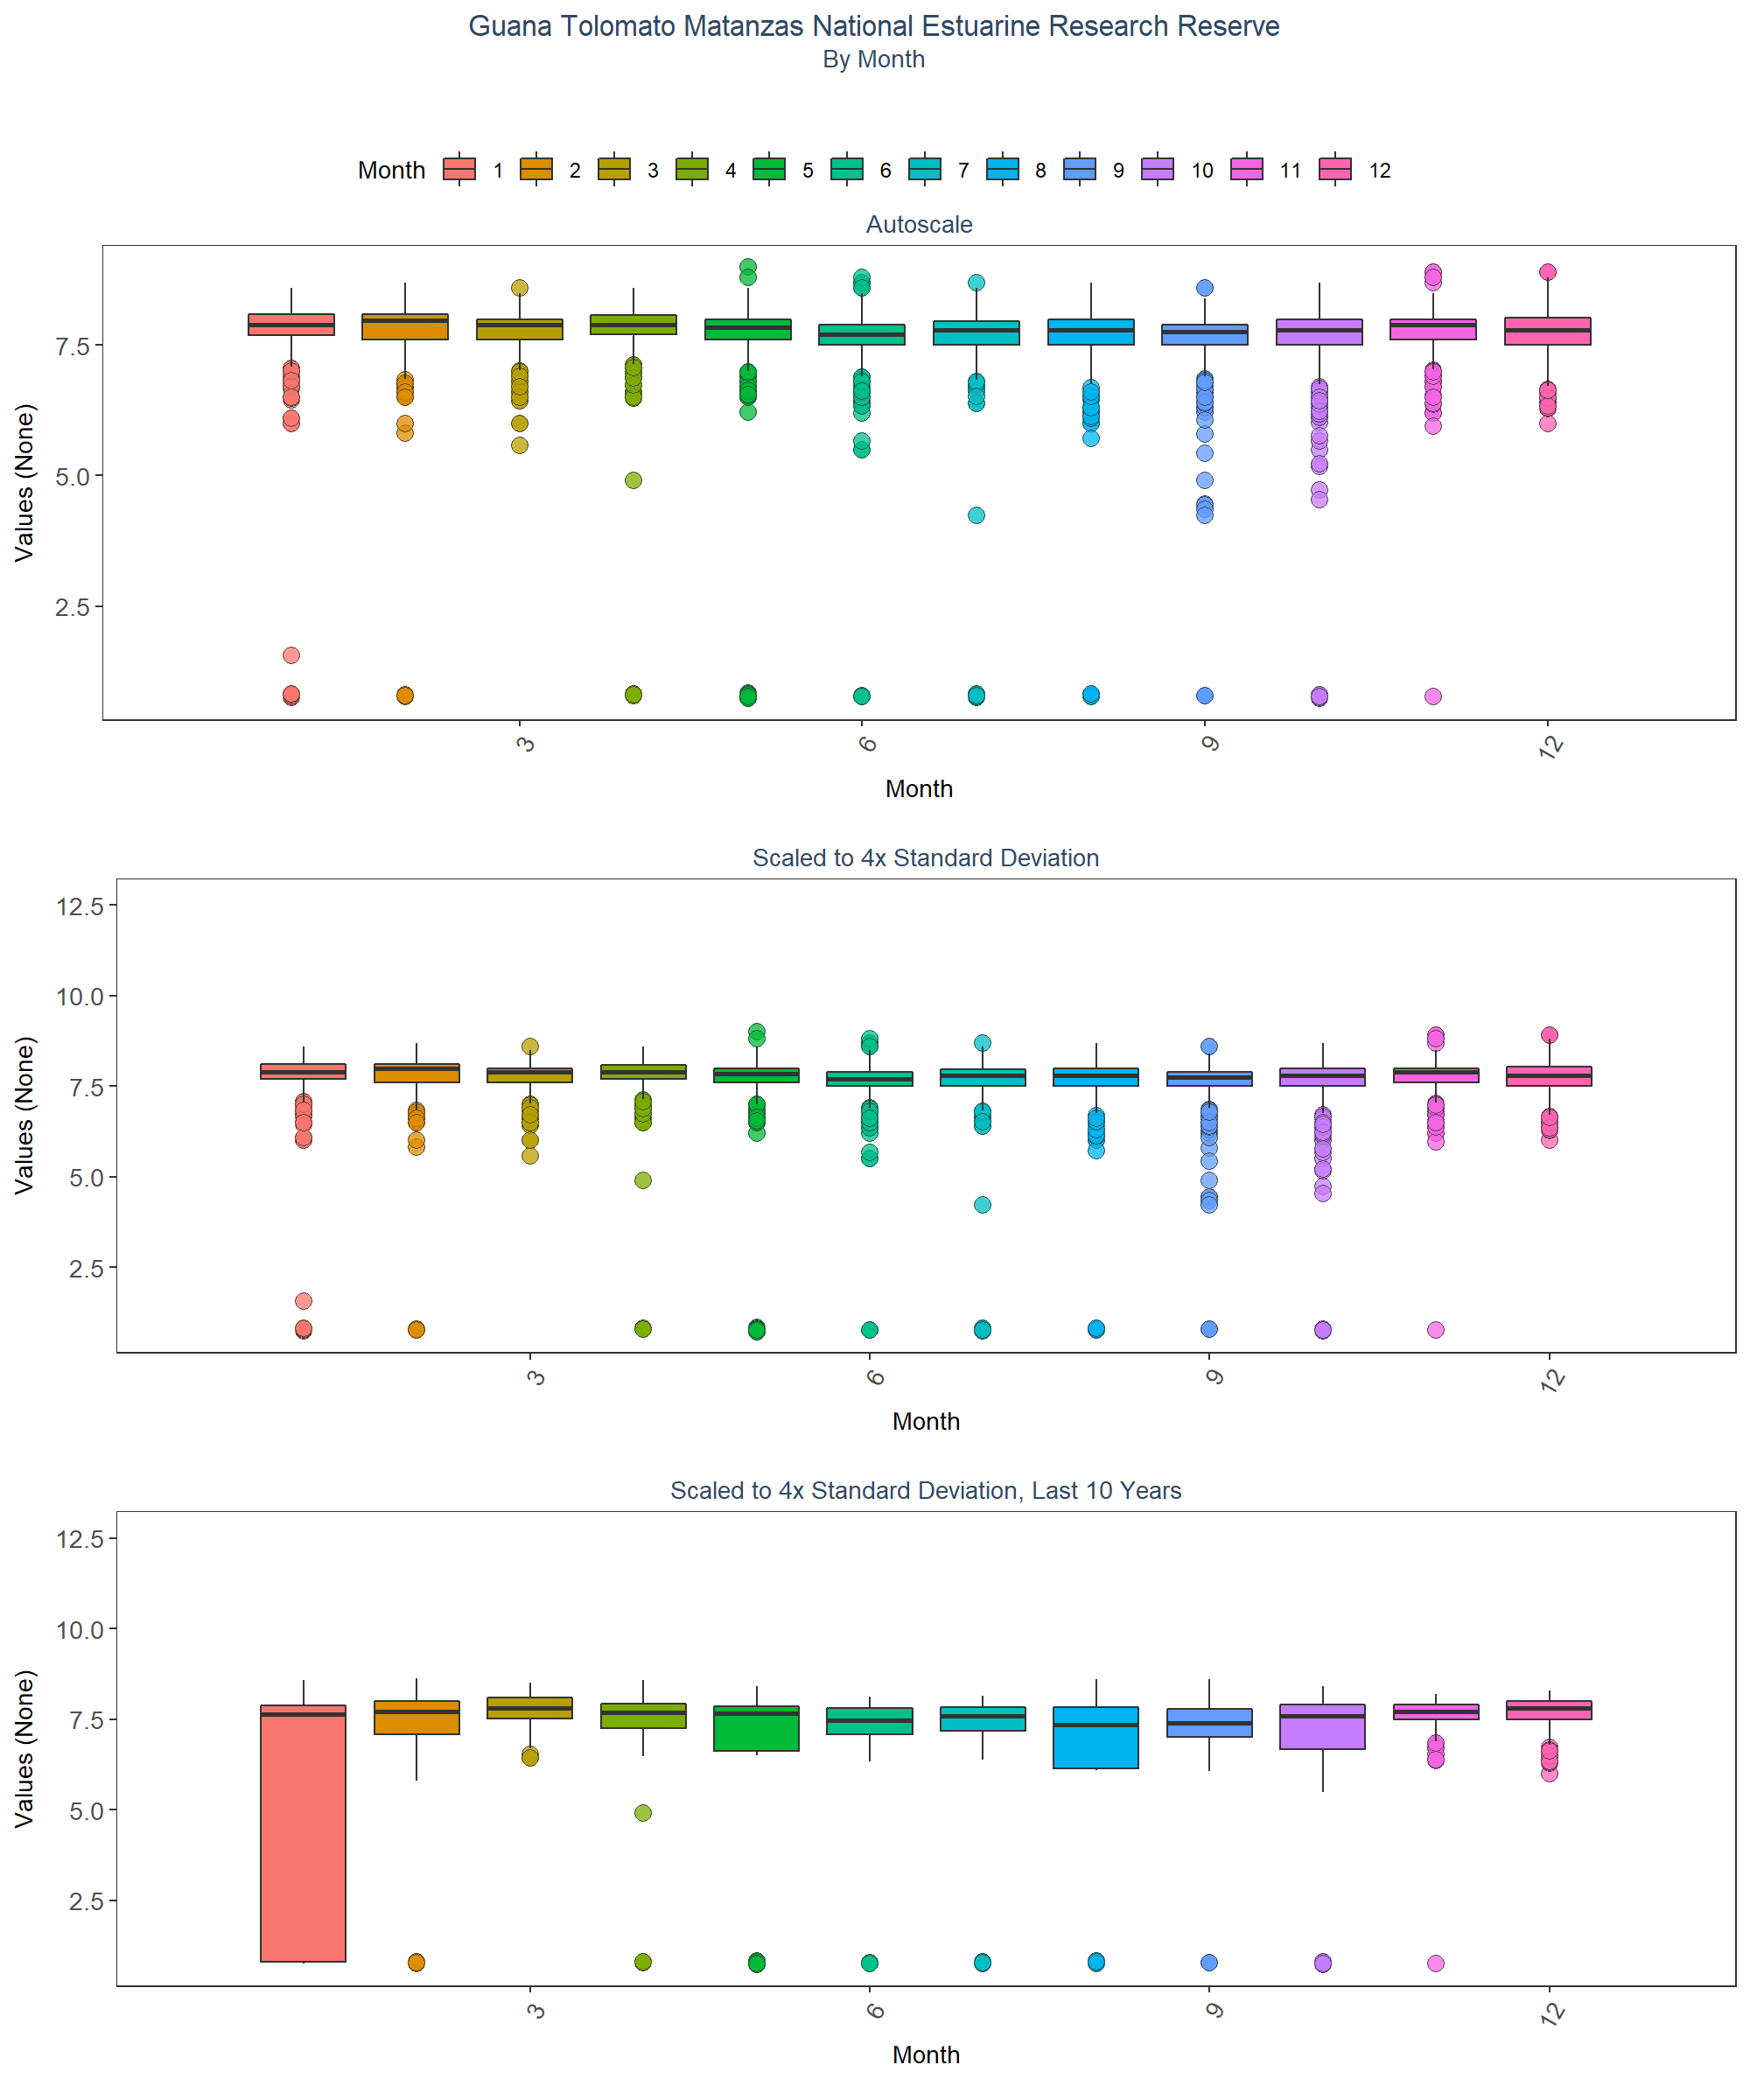 Guana Tolomato Matanzas National Estuarine Research Reserve
By Month
Month 1 2 3 4 5 6 7 8 9 10 11 12
Autoscale
Values (None)
7.5
5.0
2.5
3 6 9 12
Month
Scaled to 4x Standard Deviation
Values (None)
12.5
10.0
7.5
5.0
2.5
3 6 9 12
Month
Scaled to 4x Standard Deviation, Last 10 Years
Values (None)
12.5
10.0
7.5
5.0
2.5
3 6 9 12
Month